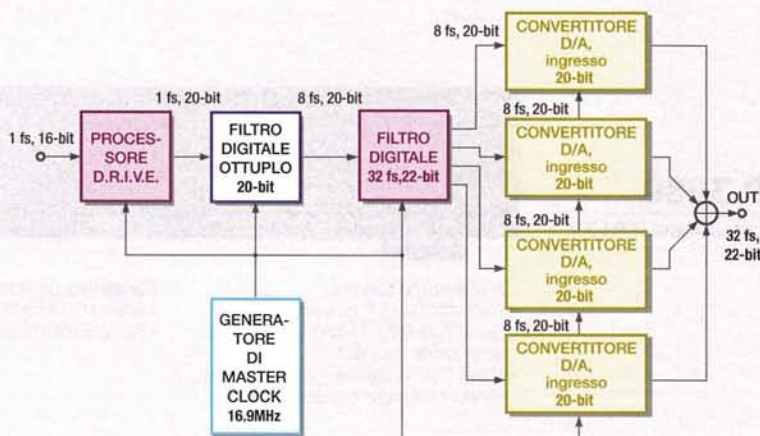 1 fs, 16-bit
PROCES-
SORE
D.R.I.V.E.
1 fs, 20-bit
FILTRO
DIGITALE
OTTUPLO
20-bit
8 fs, 20-bit
FILTRO
DIGITALE
32 fs,22-bit
8 fs, 20-bit
CONVERTITORE
D/A,
ingresso
20-bit
8 fs, 20-bit
CONVERTITORE
D/A,
ingresso
20-bit
8 fs, 20-bit
CONVERTITORE
D/A,
ingresso
20-bit
8 fs, 20-bit
CONVERTITORE
D/A,
ingresso
20-bit
OUT
32 fs,
22-bit
GENERA-
TORE
DI
MASTER
CLOCK
16.9MHz